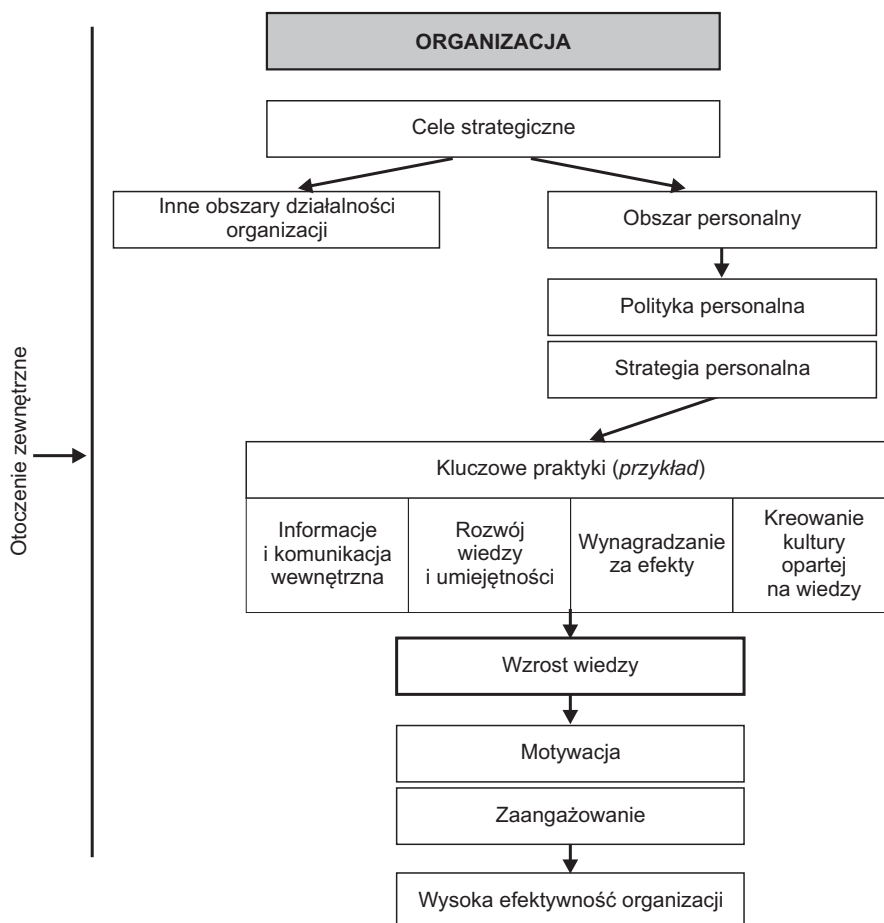 ORGANIZACJA
Cele strategiczne
Inne obszary działalności
organizacji
Obszar personalny
Polityka personalna
Strategia personalna
Otoczenie zewnętrzne
Kluczowe praktyki (przykład)
Informacje
i komunikacja
wewnętrzna
Rozwój
wiedzy
i umiejętności
Wynagradzanie
za efekty
Kreowanie
kultury
opartej
na wiedzy
Wzrost wiedzy
Motywacja
Zaangażowanie
Wysoka efektywność organizacji